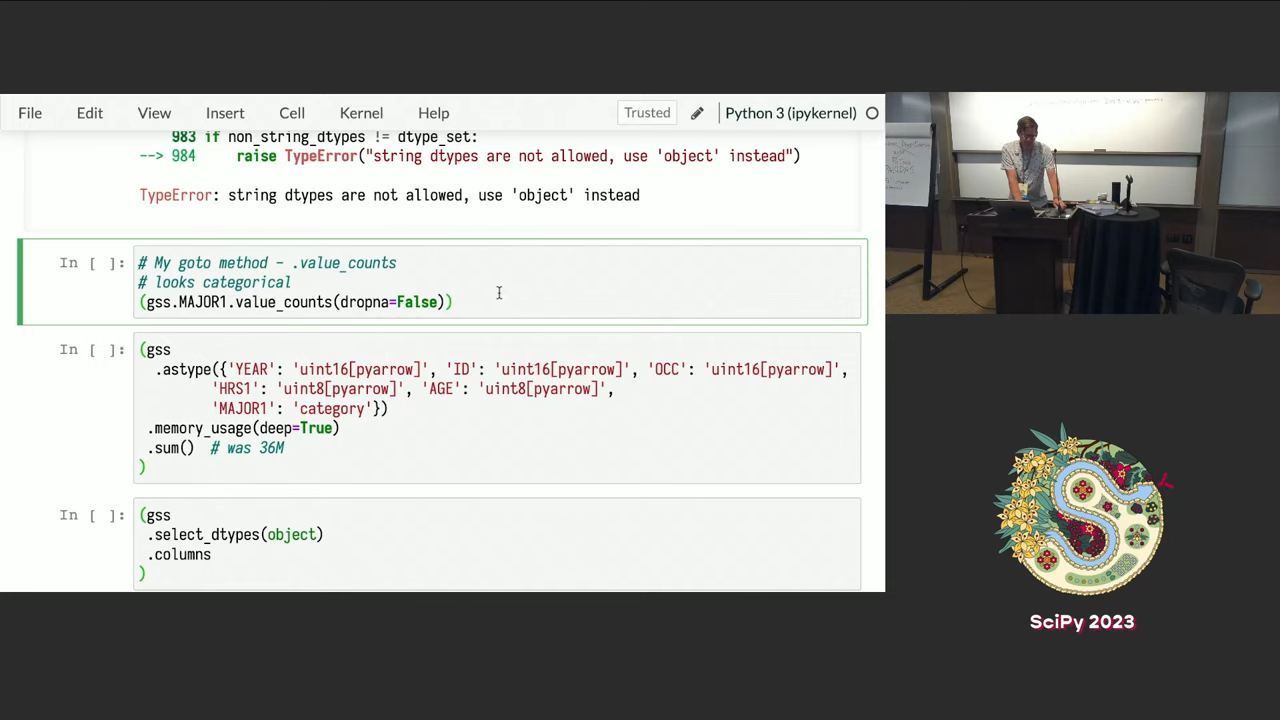 File Edit View Insert Cell Kernel Help Trusted Python 3 (ipykernel)
983 if non_string_dtypes != dtype_set:
--> 984 raise TypeError("string dtypes are not allowed, use 'object' instead")
TypeError: string dtypes are not allowed, use 'object' instead
In [ ]:
# My goto method - .value_counts
# looks categorical
(gss.MAJOR1.value_counts(dropna=False))
In [ ]:
(gss
.astype({'YEAR': 'uint16[pyarrow]', 'ID': 'uint16[pyarrow]', 'OCC': 'uint16[pyarrow]',
'HRS1': 'uint8[pyarrow]', 'AGE': 'uint8[pyarrow]',
'MAJOR1': 'category'})
.memory_usage(deep=True)
.sum() # was 36M
)
In [ ]:
(gss
.select_dtypes(object)
.columns
)
SciPy 2023